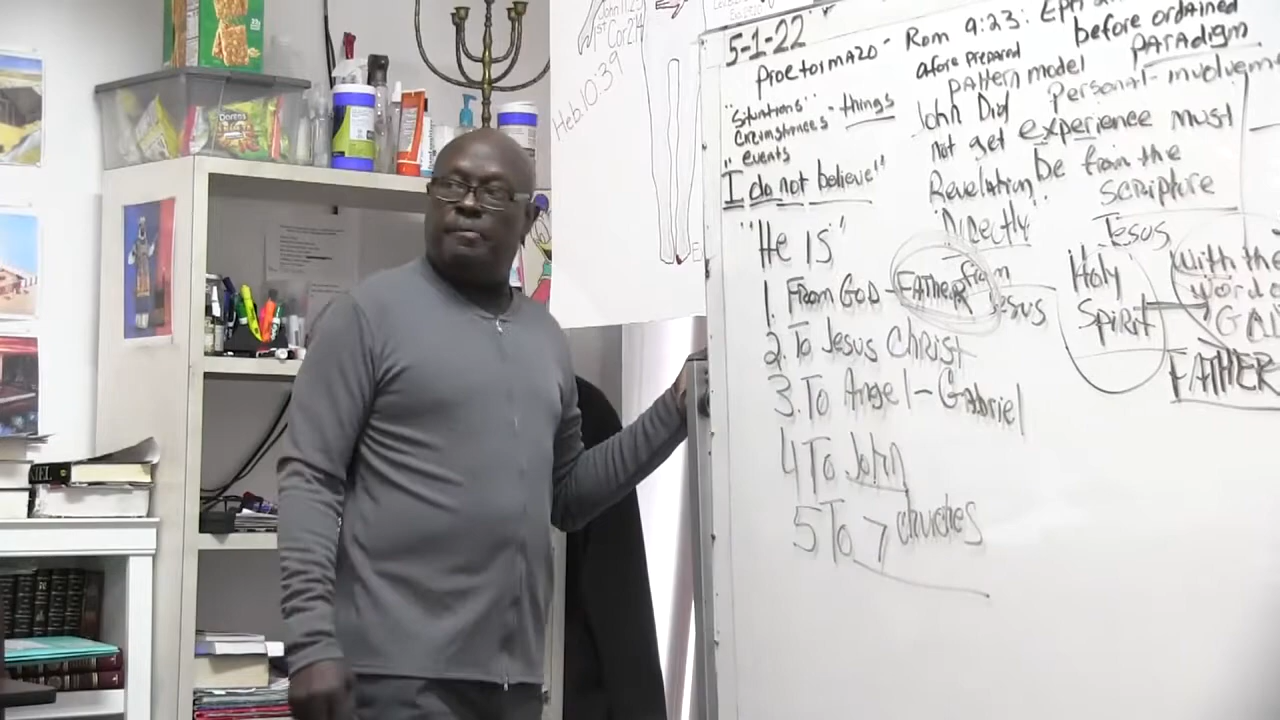 John 11:25
1st Cor 2:14
Heb. 10:39
5-1-22
Proetoimazo - Rom 9:23: Eph
afore prepared
before ordained
pattern model
paradigm
"Situations" - things
circumstances
events
"I do not believe"
John Did
not get
Revelation
Directly
from
Jesus
Personal - involveme
experience must
be from the
scripture
"He is"
1. From God - FATHER
2. To Jesus Christ
3. To Angel - Gabriel
4 To John
5 To 7 churches
Jesus
Holy
Spirit
With the
word o
FATHER
Doritos